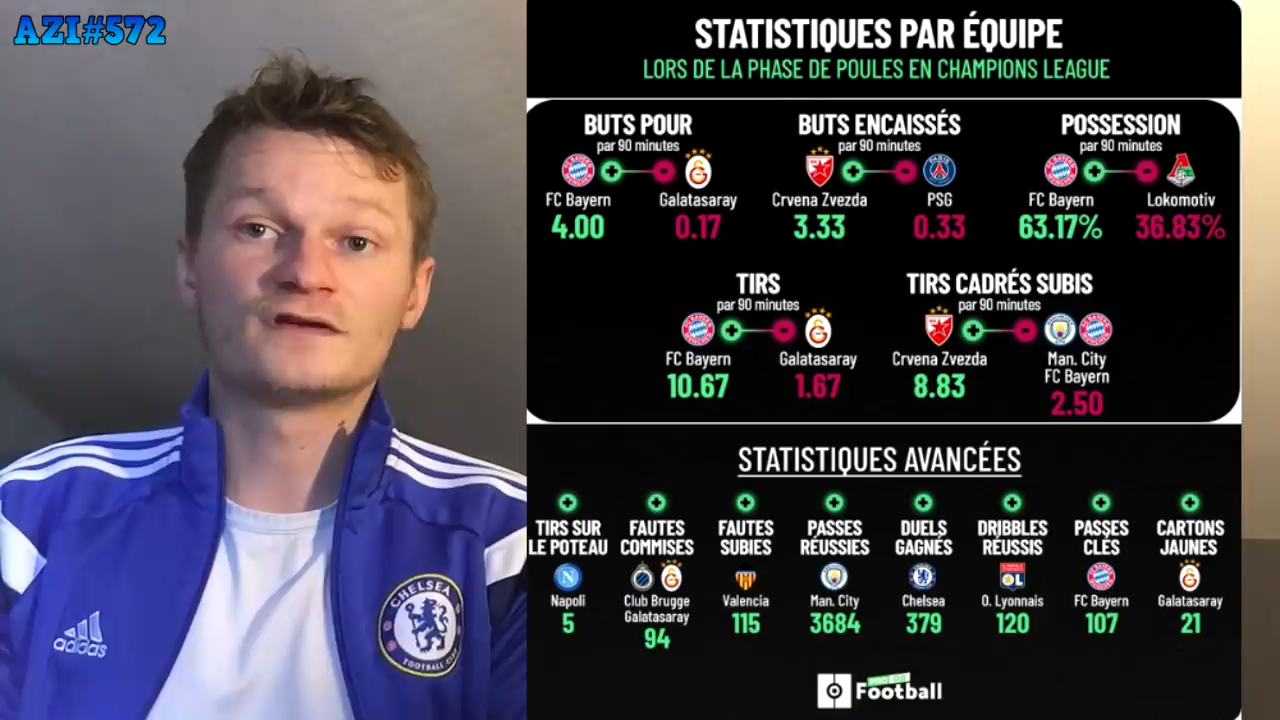 AZI#572
STATISTIQUES PAR ÉQUIPE
LORS DE LA PHASE DE POULES EN CHAMPIONS LEAGUE
BUTS POUR
par 90 minutes
FC Bayern
4.00
Galatasaray
0.17
BUTS ENCAISSÉS
par 90 minutes
Crvena Zvezda
3.33
PSG
0.33
POSSESSION
par 90 minutes
FC Bayern
63.17%
Lokomotiv
36.83%
TIRS
par 90 minutes
FC Bayern
10.67
Galatasaray
1.67
TIRS CADRÉS SUBIS
par 90 minutes
Crvena Zvezda
8.83
Man. City
FC Bayern
2.50
STATISTIQUES AVANCÉES
TIRS SUR
LE POTEAU
Napoli
5
FAUTES
COMMISES
Club Brugge
Galatasaray
94
FAUTES
SUBIES
Valencia
115
PASSES
RÉUSSIES
Man. City
3684
DUELS
GAGNÉS
Chelsea
379
DRIBBLES
RÉUSSIS
O. Lyonnais
120
PASSES
CLÉS
FC Bayern
107
CARTONS
JAUNES
Galatasaray
21
Football
adidas
CHELSEA
FOOTBALL CLUB